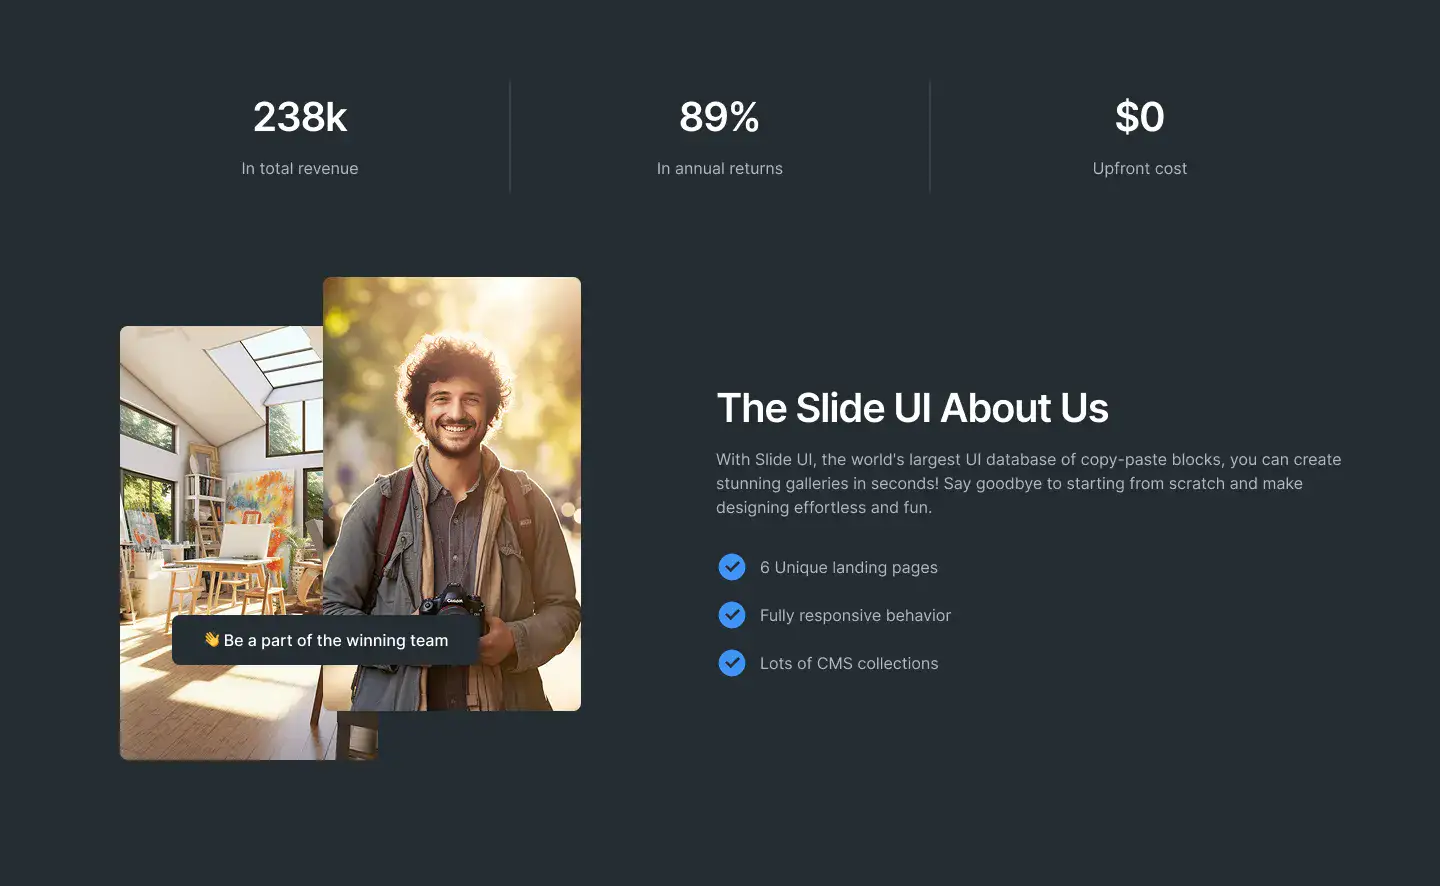 238k
In total revenue
89%
In annual returns
$0
Upfront cost
👋 Be a part of the winning team
The Slide UI About Us
With Slide UI, the world's largest UI database of copy-paste blocks, you can create
stunning galleries in seconds! Say goodbye to starting from scratch and make
designing effortless and fun.
6 Unique landing pages
Fully responsive behavior
Lots of CMS collections